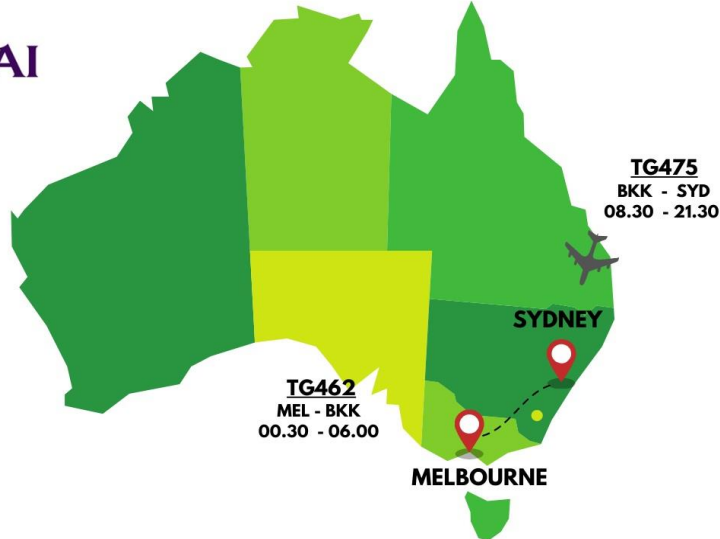 AI
TG475
BKK - SYD
08.30 - 21.30
SYDNEY
TG462
MEL - BKK
00.30 - 06.00
MELBOURNE